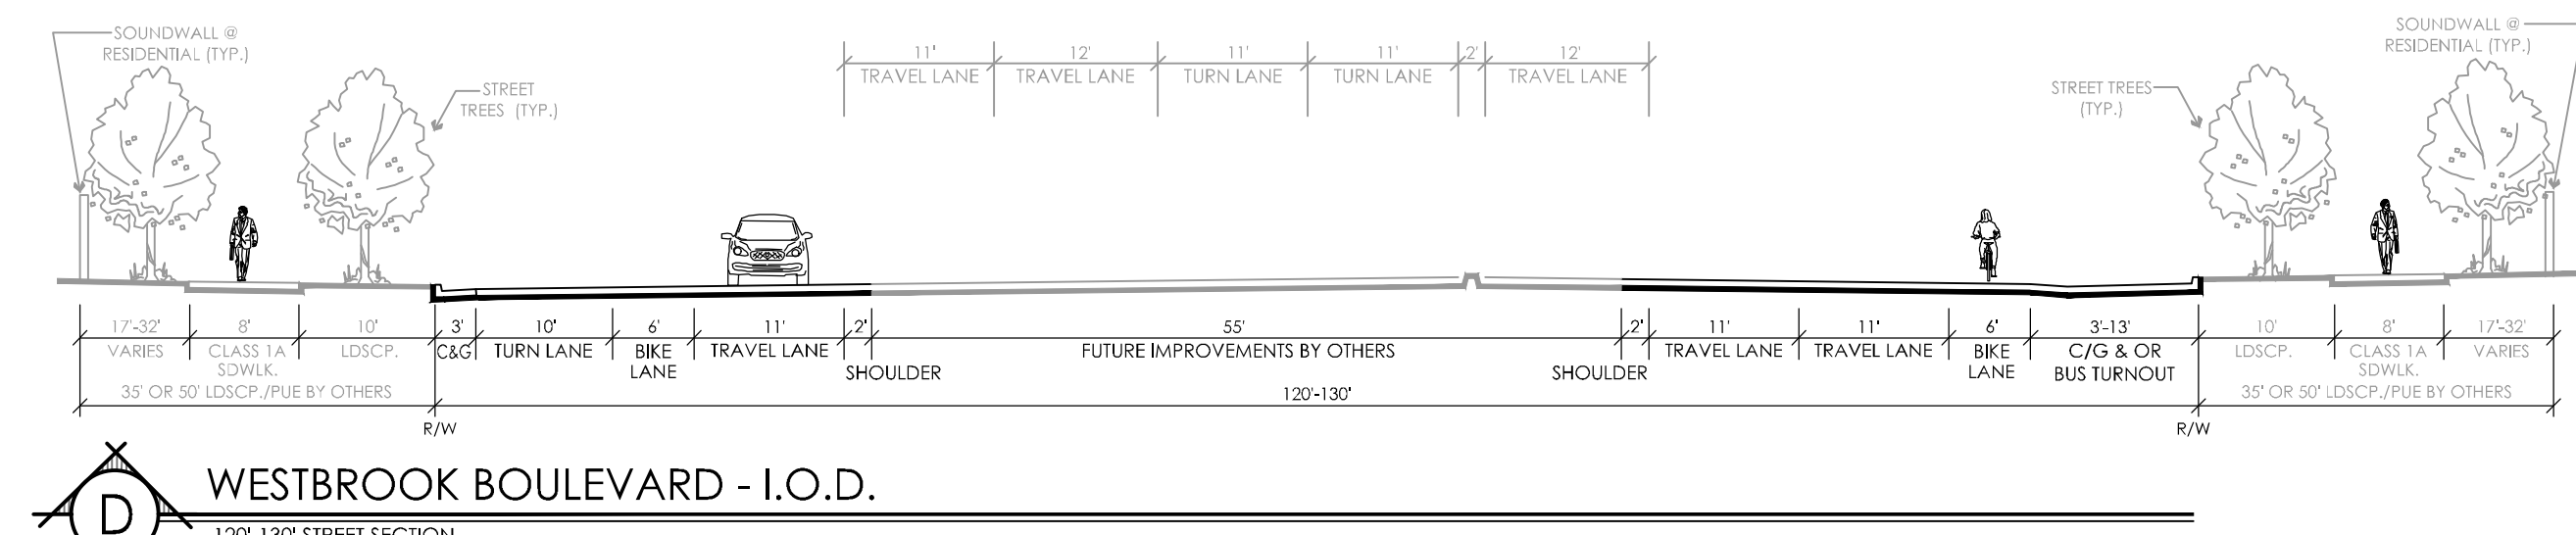 SOUNDWALL @
RESIDENTIAL (TYP.)
STREET
TREES (TYP.)
11' 12' 11' 11' 2' 12'
TRAVEL LANE TRAVEL LANE TURN LANE TURN LANE TRAVEL LANE
STREET TREES
(TYP.)
SOUNDWALL @
RESIDENTIAL (TYP.)
17'-32' 8' 10' 3' 10' 6' 11' 2' 55' 2' 11' 11' 6' 3'-13' 10' 8' 17'-32'
VARIES CLASS 1A LDSCP. C&G TURN LANE BIKE TRAVEL LANE FUTURE IMPROVEMENTS BY OTHERS TRAVEL LANE TRAVEL LANE BIKE C/G & OR LDSCP. CLASS 1A VARIES
SDWLK. LANE SHOULDER SHOULDER LANE BUS TURNOUT SDWLK.
35' OR 50' LDSCP./PUE BY OTHERS 120'-130' 35' OR 50' LDSCP./PUE BY OTHERS
R/W R/W
D WESTBROOK BOULEVARD - I.O.D.
120'-130' STREET SECTION